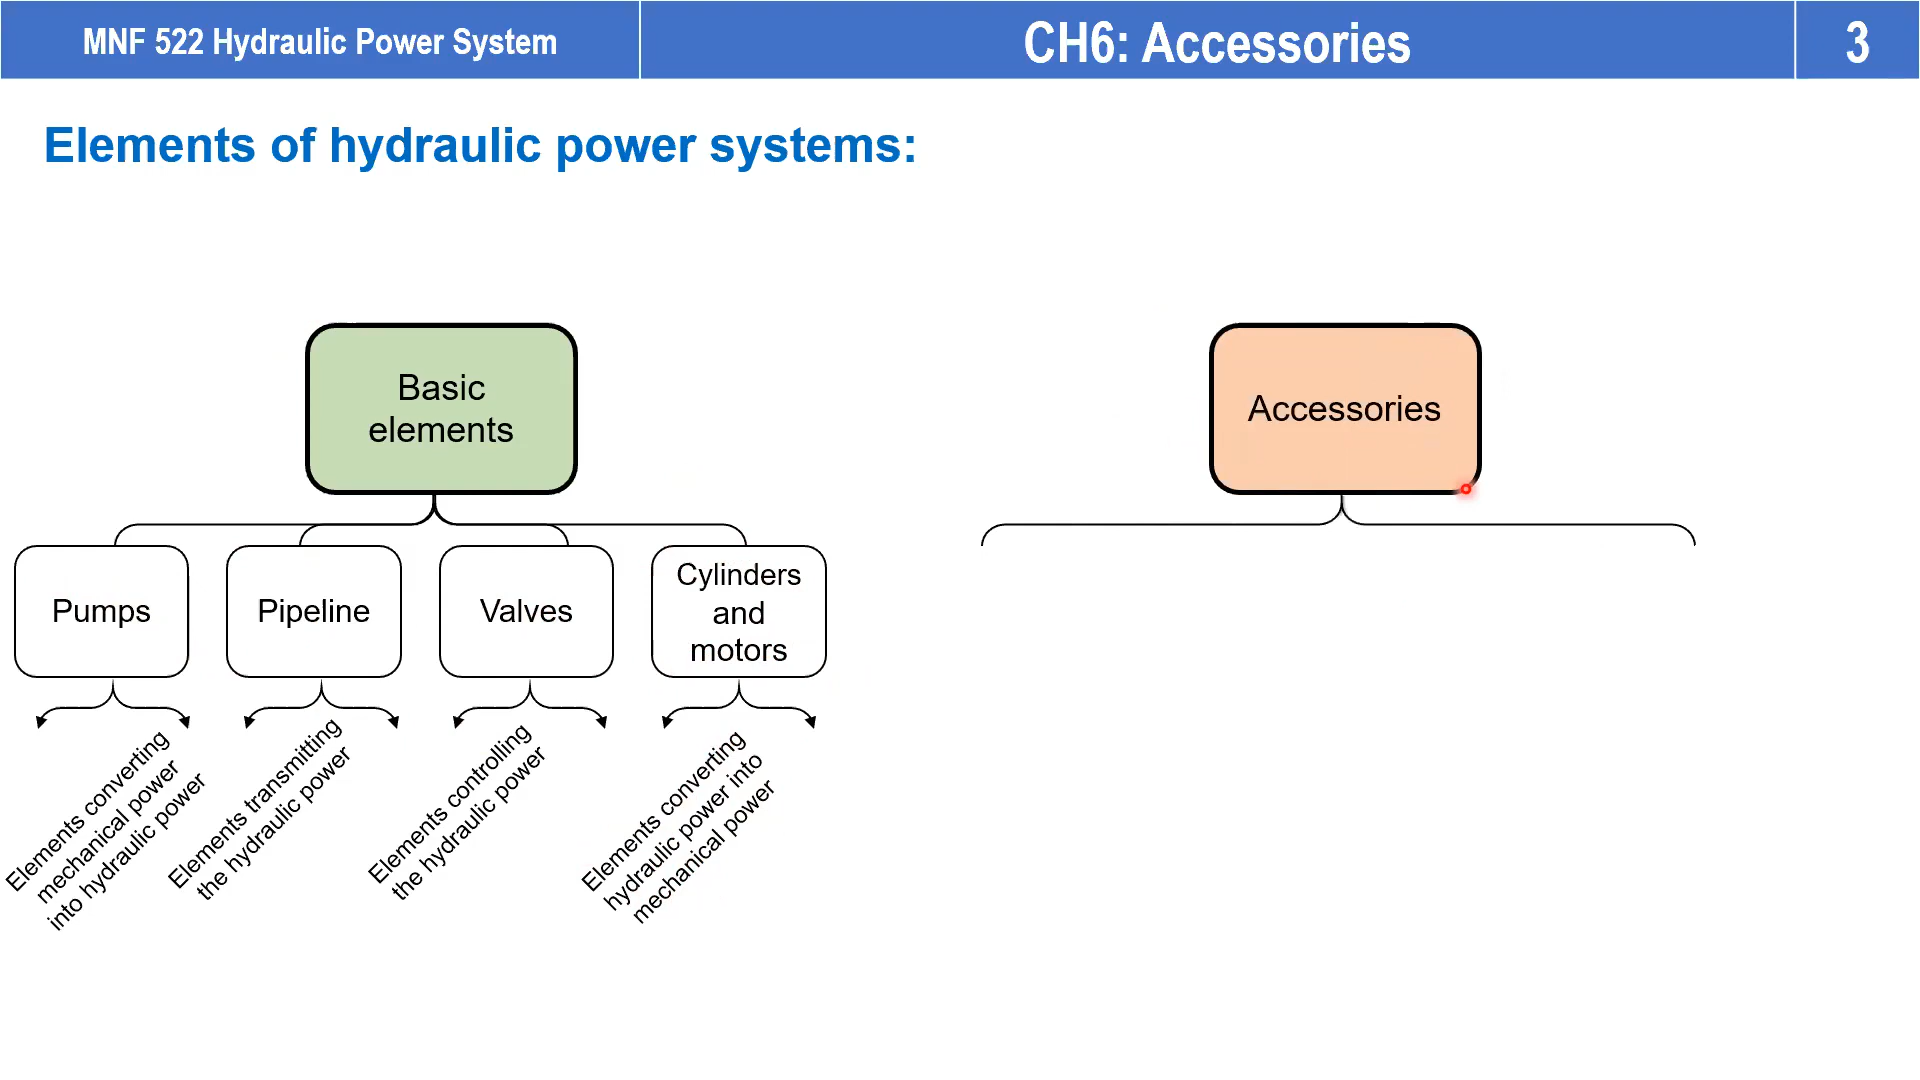 MNF 522 Hydraulic Power System
CH6: Accessories
3
Elements of hydraulic power systems:
Basic
elements
Accessories
Pumps
Pipeline
Valves
Cylinders
and
motors
Elements converting
mechanical power
into hydraulic power
Elements transmitting
the hydraulic power
Elements controlling
the hydraulic power
Elements converting
hydraulic power into
mechanical power